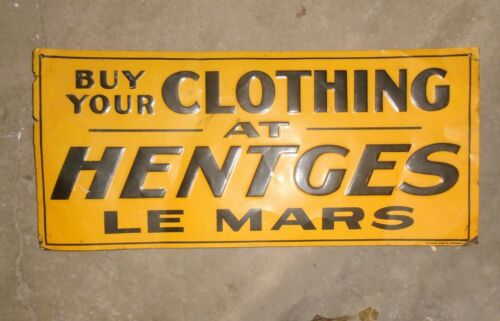 BUY YOUR CLOTHING
AT
HENTGES
LE MARS